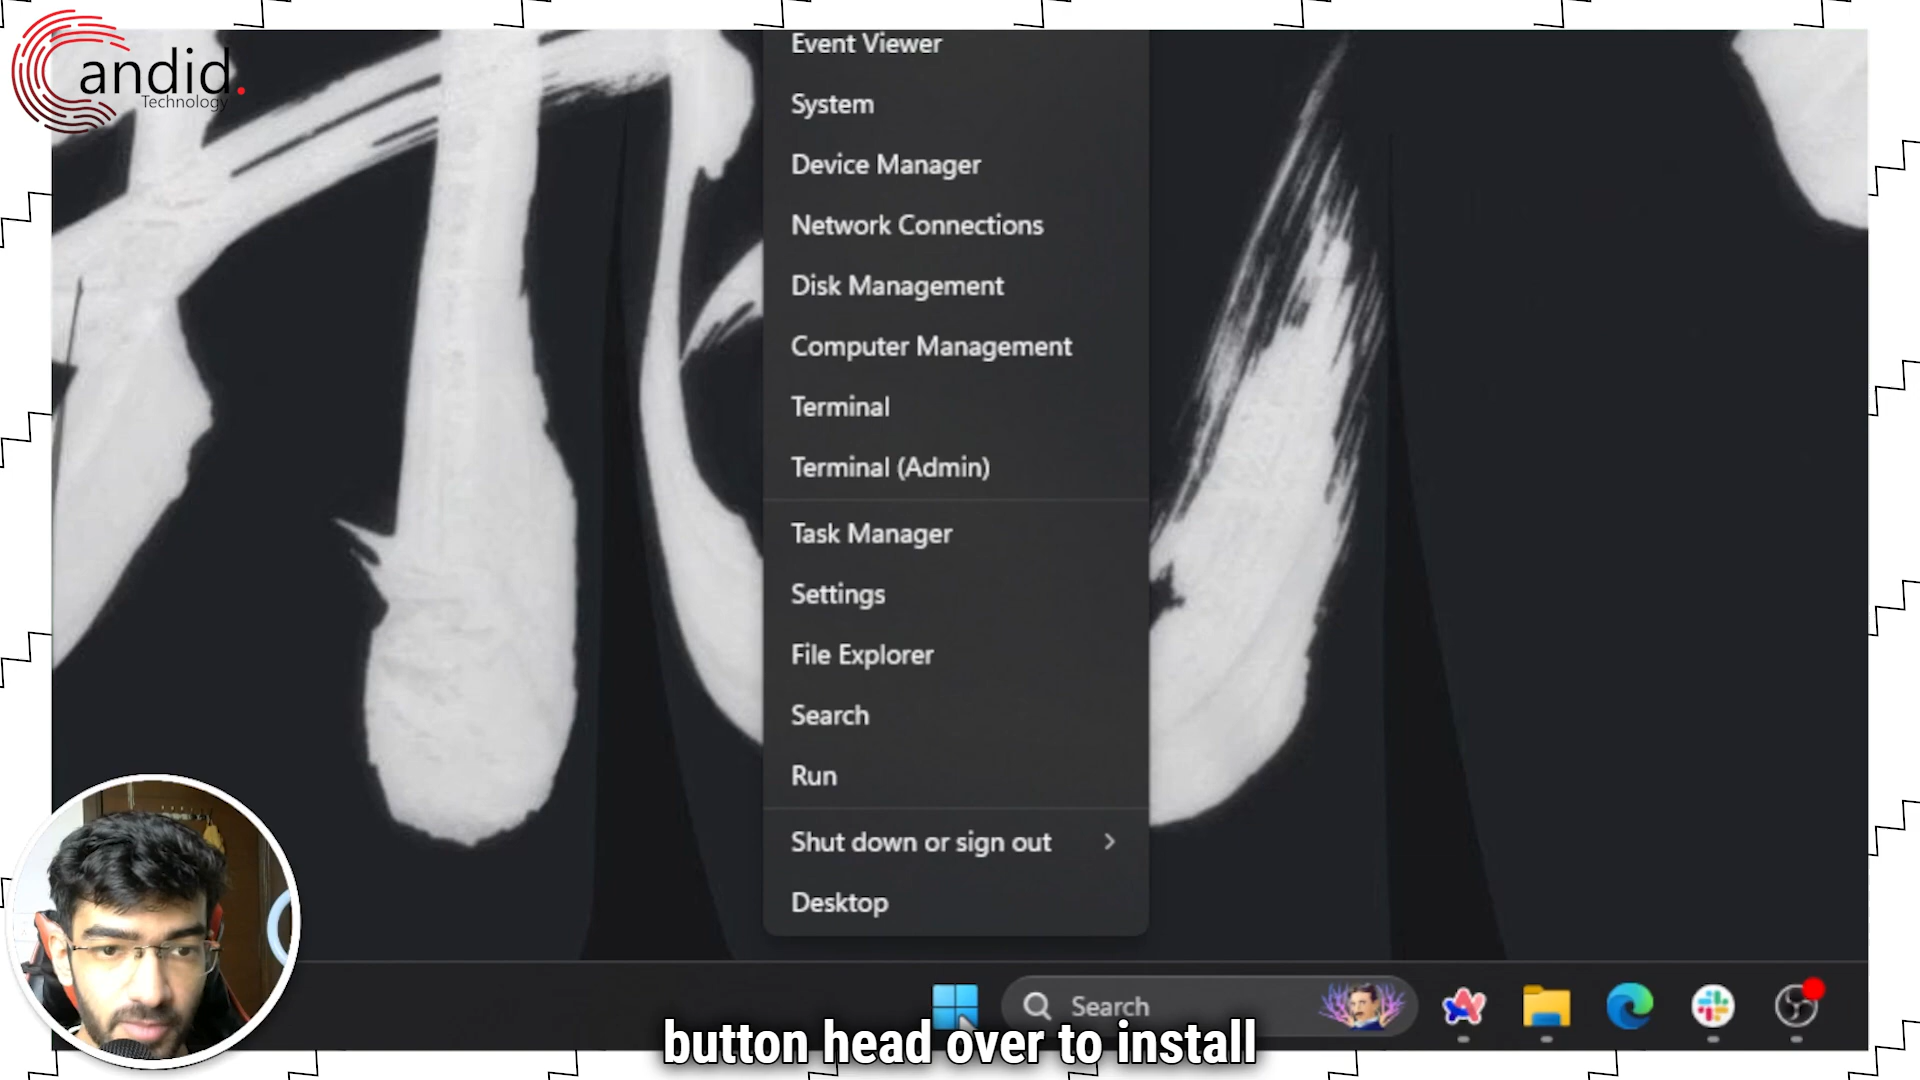 Candid.
Technology
Event Viewer
System
Device Manager
Network Connections
Disk Management
Computer Management
Terminal
Terminal (Admin)
Task Manager
Settings
File Explorer
Search
Run
Shut down or sign out
Desktop
Search
button head over to install